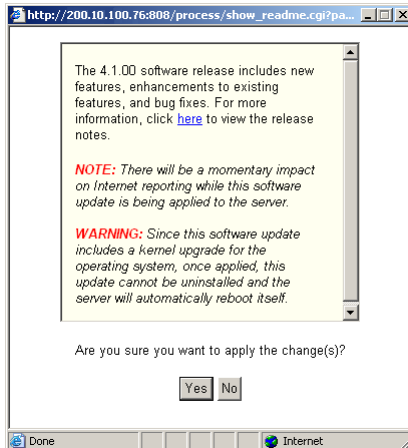 http://200.10.100.76:808/process/show_readme.cgi?pa...
The 4.1.00 software release includes new
features, enhancements to existing
features, and bug fixes. For more
information, click here to view the release
notes.
NOTE: There will be a momentary impact
on Internet reporting while this software
update is being applied to the server.
WARNING: Since this software update
includes a kernel upgrade for the
operating system, once applied, this
update cannot be uninstalled and the
server will automatically reboot itself.
Are you sure you want to apply the change(s)?
Yes No
Done Internet